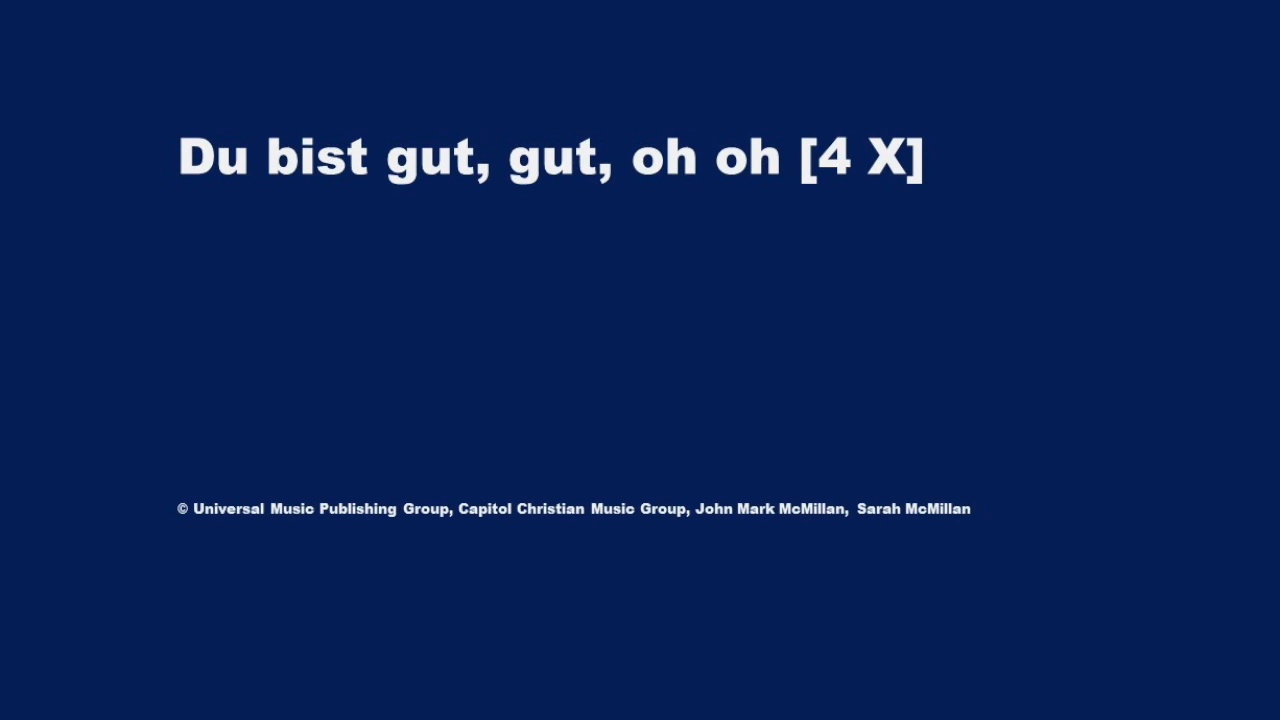 Du bist gut, gut, oh oh [4 X]
© Universal Music Publishing Group, Capitol Christian Music Group, John Mark McMillan, Sarah McMillan